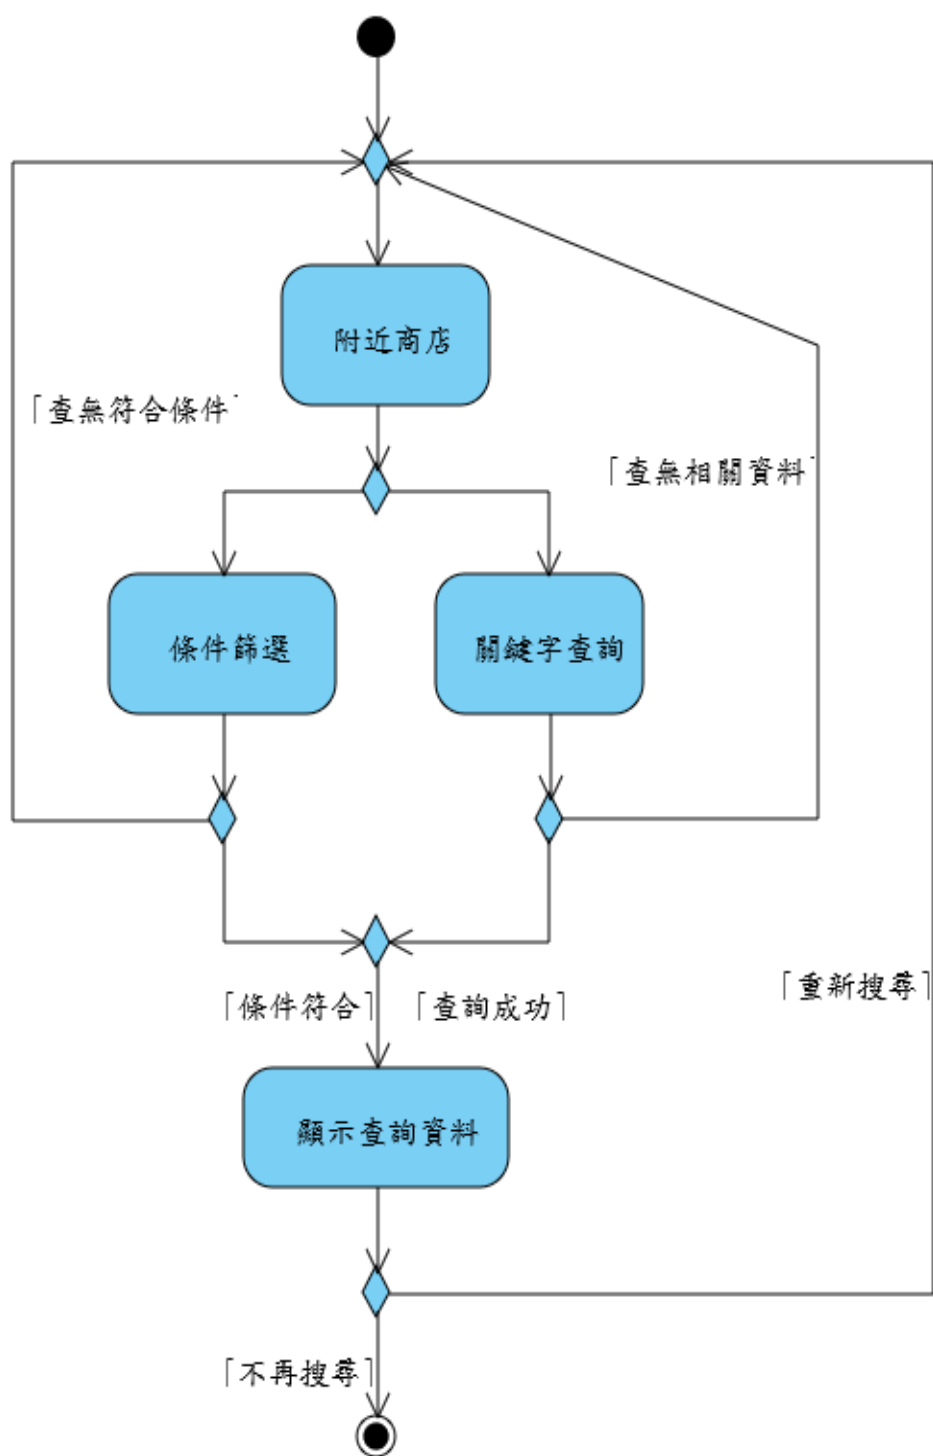 附近商店
「查無符合條件」
「查無相關資料」
條件篩選
關鍵字查詢
「重新搜尋」
「條件符合」 「查詢成功」
顯示查詢資料
「不再搜尋」